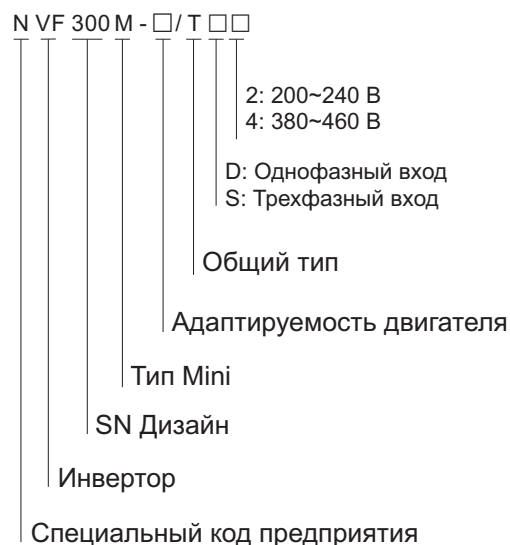 N VF 300 M - □ / T □ □
2: 200~240 В
4: 380~460 В
D: Однофазный вход
S: Трехфазный вход
Общий тип
Адаптируемость двигателя
Тип Mini
SN Дизайн
Инвертор
Специальный код предприятия